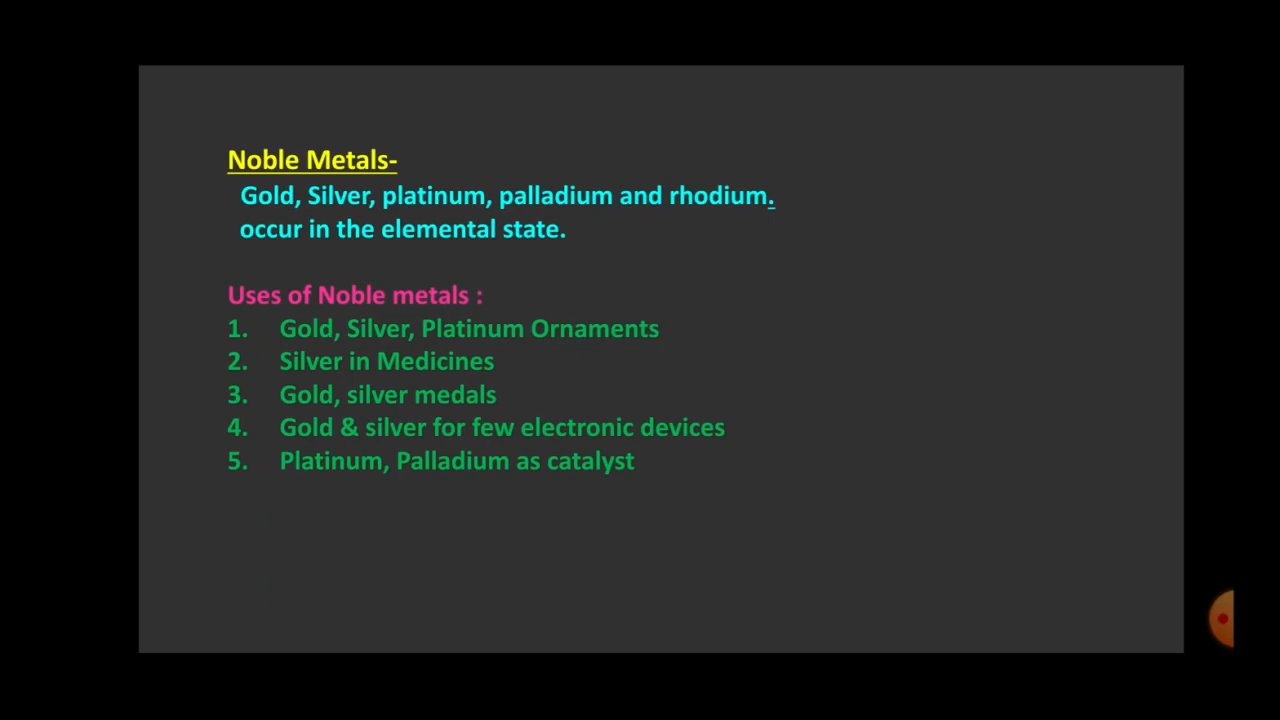 Noble Metals-
Gold, Silver, platinum, palladium and rhodium.
occur in the elemental state.
Uses of Noble metals :
1. Gold, Silver, Platinum Ornaments
2. Silver in Medicines
3. Gold, silver medals
4. Gold & silver for few electronic devices
5. Platinum, Palladium as catalyst